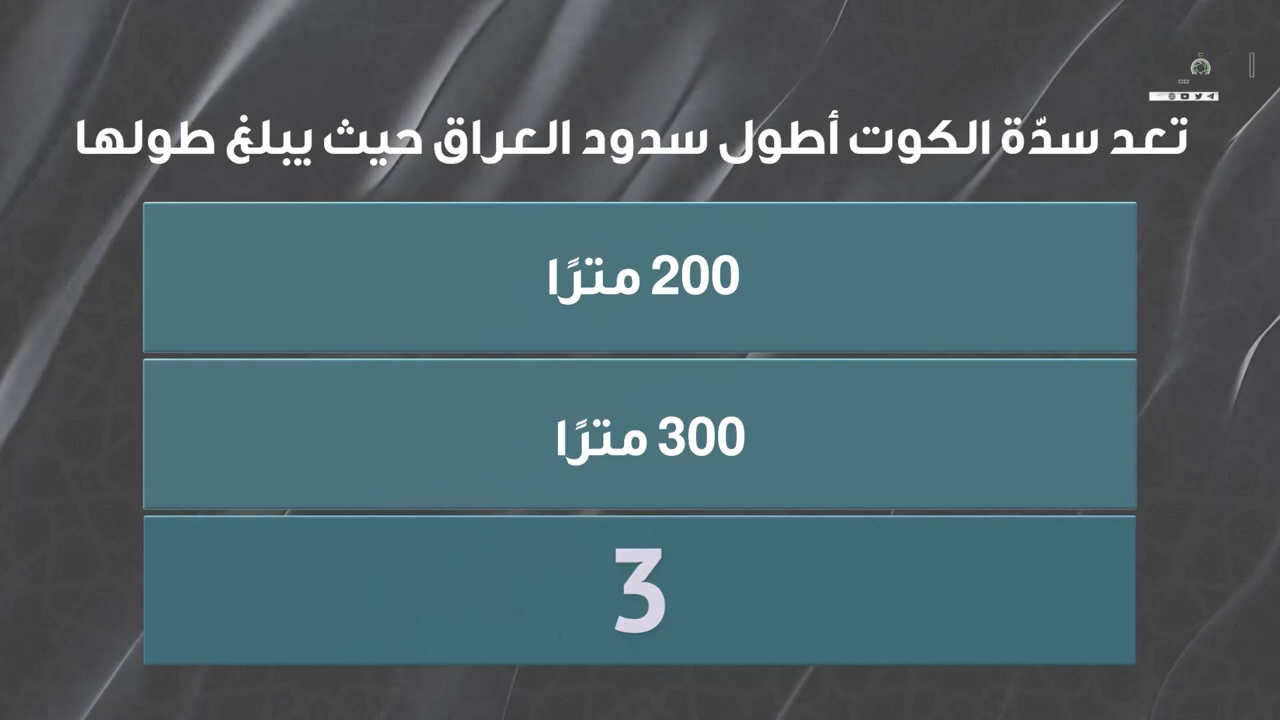 تعد سدّة الكوت أطول سدود العراق حيث يبلغ طولها
200 مترًا
300 مترًا
3